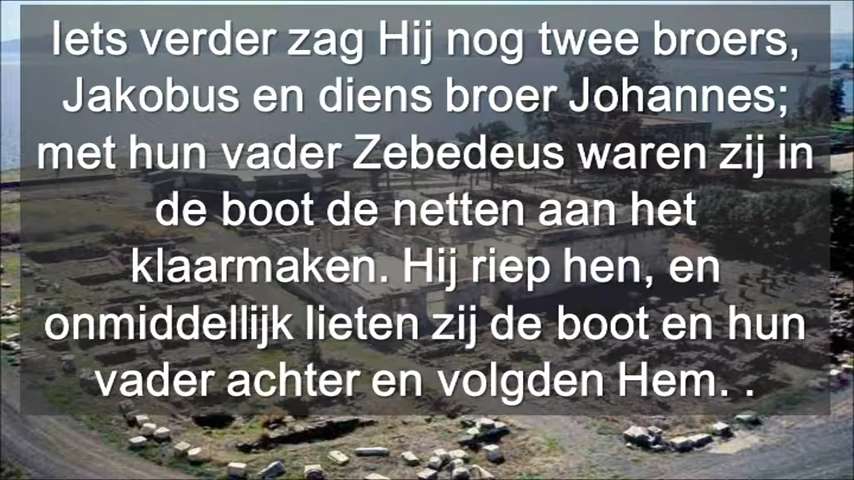 Iets verder zag Hij nog twee broers,
Jakobus en diens broer Johannes;
met hun vader Zebedeus waren zij in
de boot de netten aan het
klaarmaken. Hij riep hen, en
onmiddellijk lieten zij de boot en hun
vader achter en volgden Hem. .